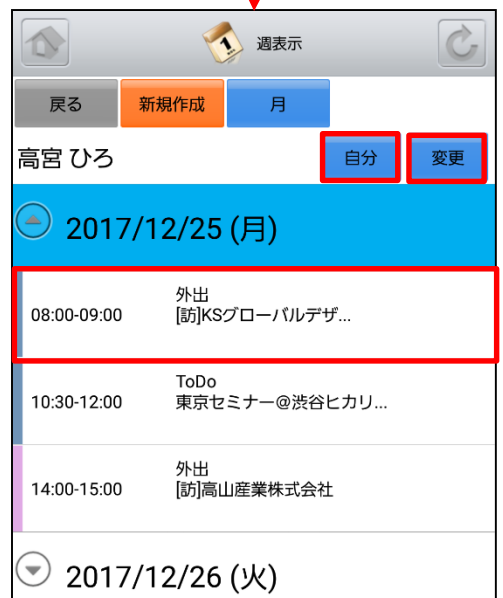 1 週表示
戻る 新規作成 月
高宮 ひろ 自分 変更
2017/12/25 (月)
08:00-09:00 外出
[訪]KSグローバルデザ...
10:30-12:00 ToDo
東京セミナー@渋谷ヒカリ...
14:00-15:00 外出
[訪]高山産業株式会社
2017/12/26 (火)